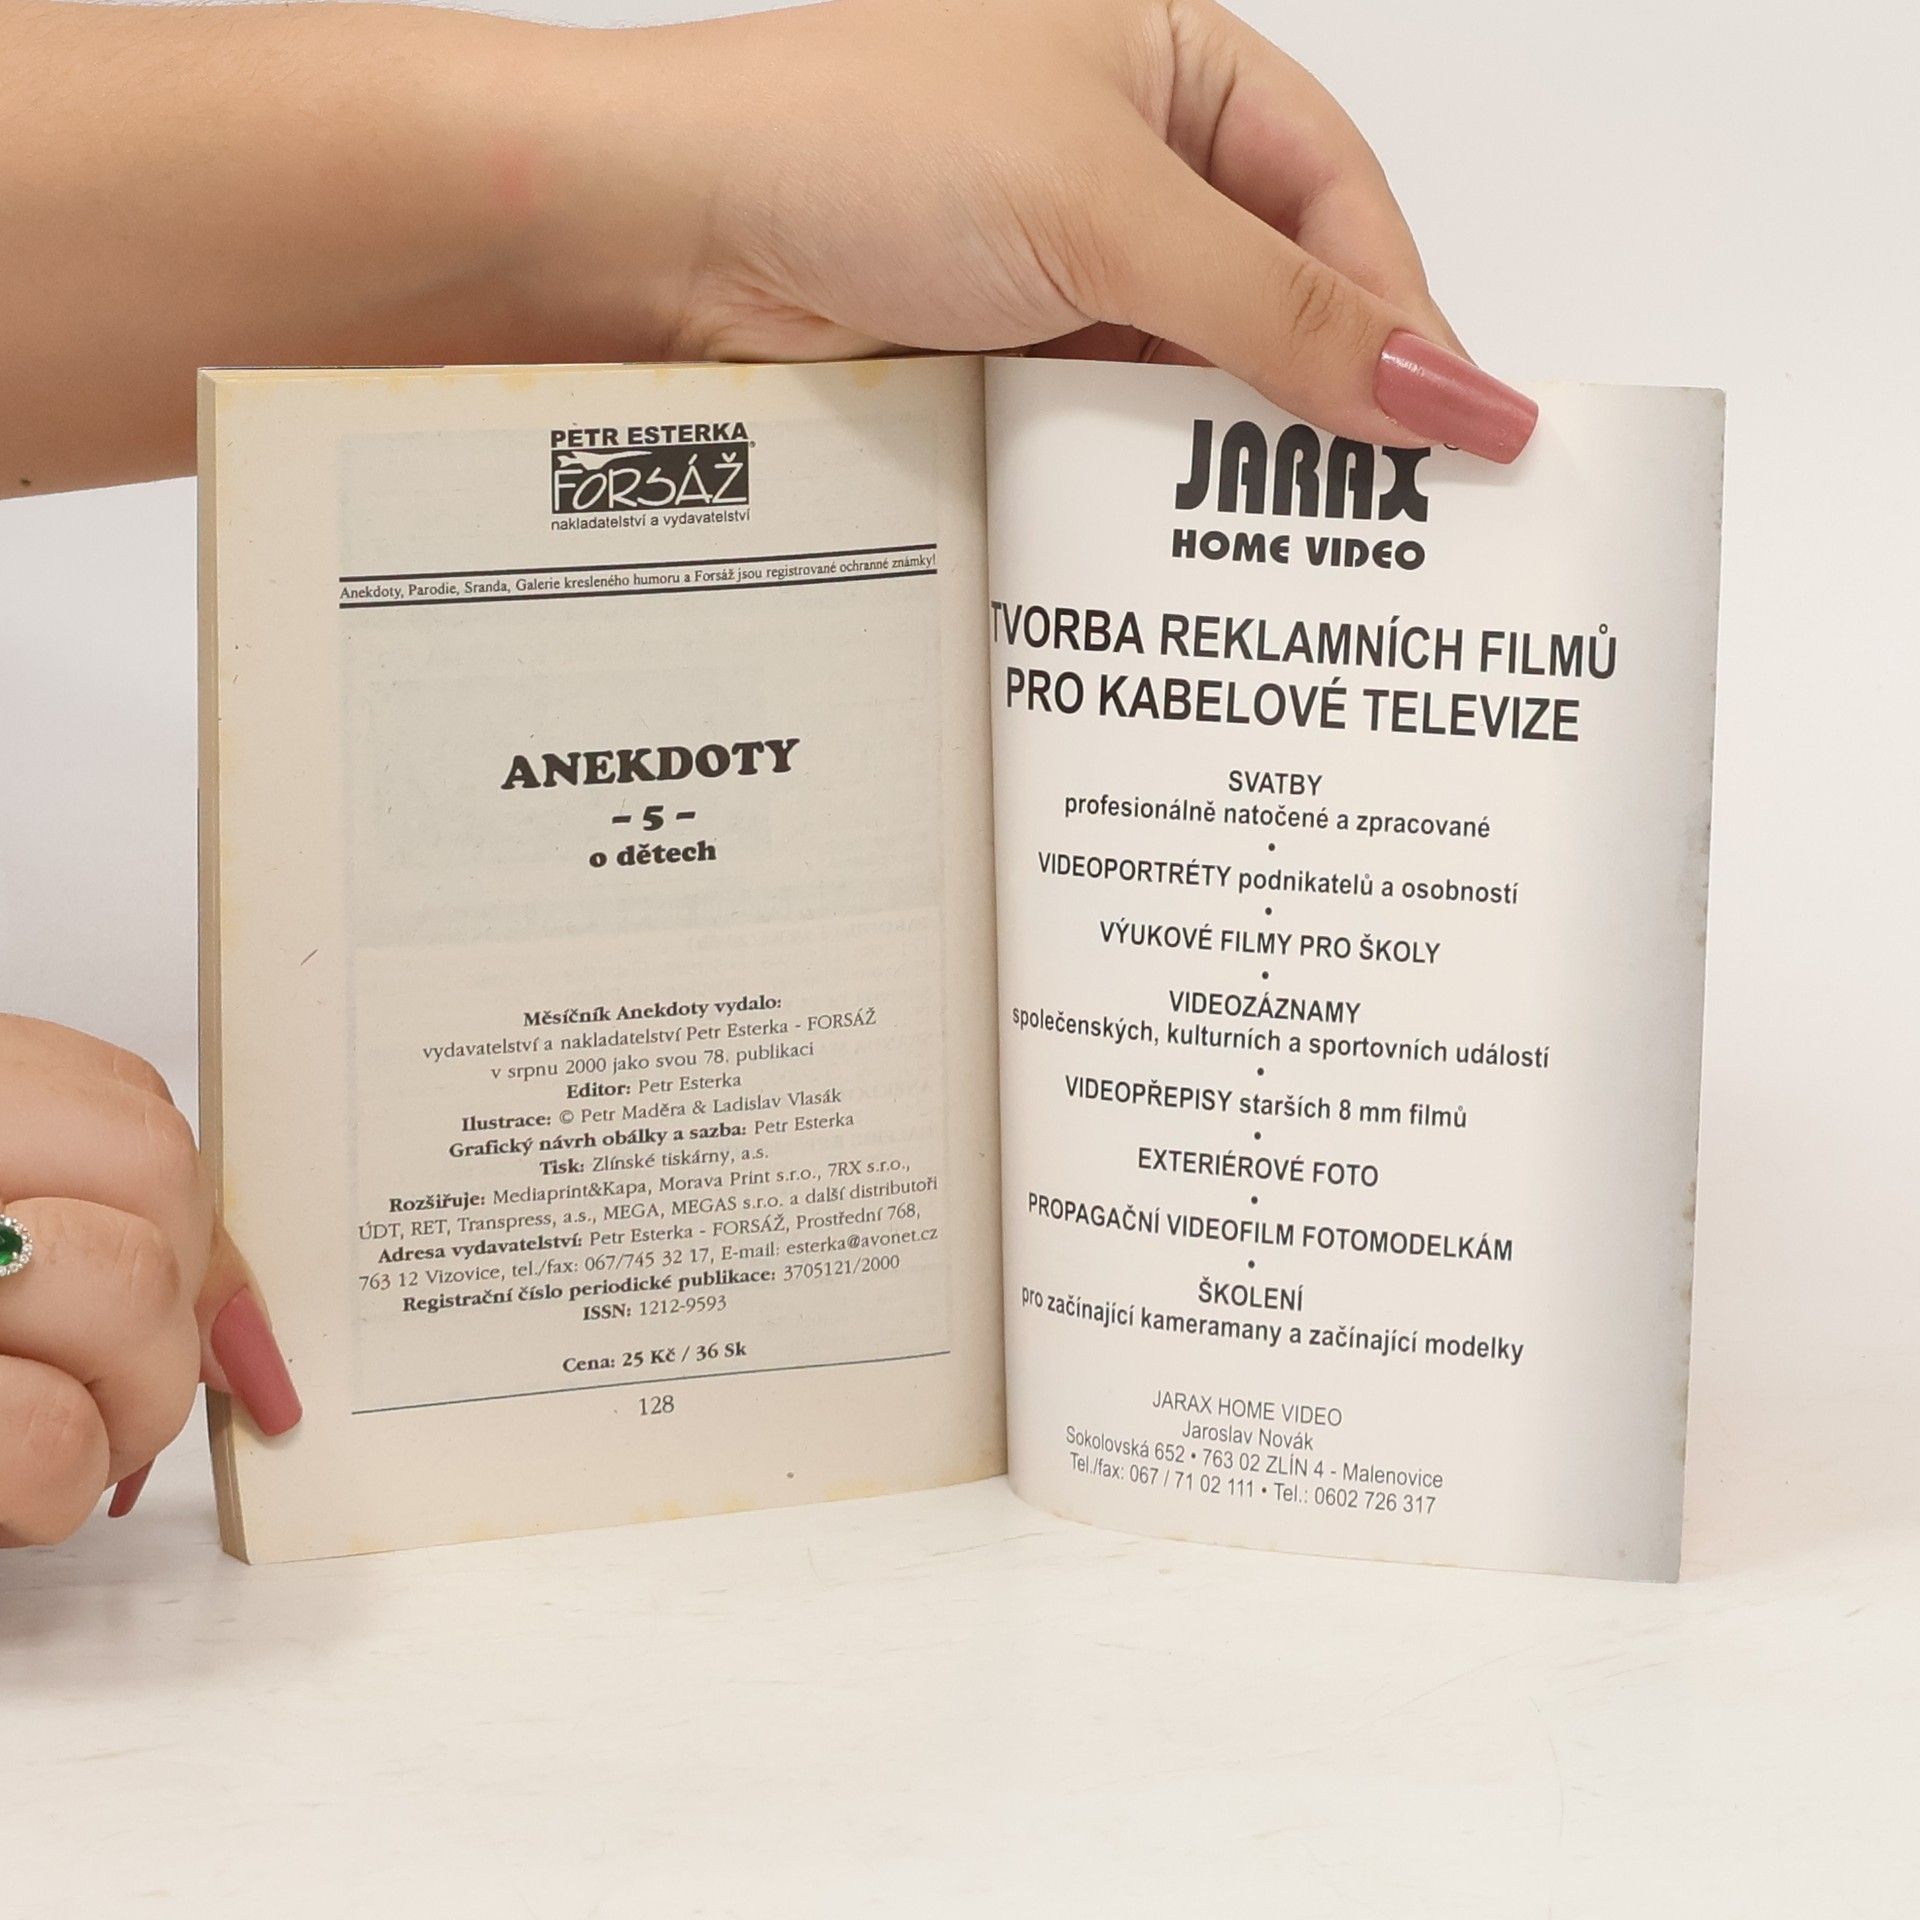 PETR ESTERKA
FORSÁŽ
nakladatelství a vydavatelství
Anekdoty, Parodie, Sranda, Galerie kresleného humoru a Forsáž jsou registrované ochranné známky!
ANEKDOTY
– 5 –
o dětech
Měsíčník Anekdoty vydalo:
vydavatelství a nakladatelství Petr Esterka - FORSÁŽ
v srpnu 2000 jako svou 78. publikaci
Editor: Petr Esterka
Ilustrace: © Petr Maděra & Ladislav Vlasák
Grafický návrh obálky a sazba: Petr Esterka
Tisk: Zlínské tiskárny, a.s.
Rozšiřuje: Mediaprint&Kapa, Morava Print s.r.o., 7RX s.r.o.,
ÚDT, RET, Transpress, a.s., MEGA, MEGAS s.r.o. a další distributoři
Adresa vydavatelství: Petr Esterka - FORSÁŽ, Prostřední 768,
763 12 Vizovice, tel./fax: 067/745 32 17, E-mail: esterka@avonet.cz
Registrační číslo periodické publikace: 3705121/2000
ISSN: 1212-9593
Cena: 25 Kč / 36 Sk
128
JARAX
HOME VIDEO
TVORBA REKLAMNÍCH FILMŮ
PRO KABELOVÉ TELEVIZE
SVATBY
profesionálně natočené a zpracované
•
VIDEOPORTRÉTY podnikatelů a osobností
•
VÝUKOVÉ FILMY PRO ŠKOLY
•
VIDEOZÁZNAMY
společenských, kulturních a sportovních událostí
•
VIDEOPŘEPISY starších 8 mm filmů
•
EXTERIÉROVÉ FOTO
•
PROPAGAČNÍ VIDEOFILM FOTOMODELKÁM
•
ŠKOLENÍ
pro začínající kameramany a začínající modelky
JARAX HOME VIDEO
Jaroslav Novák
Sokolovská 652 • 763 02 ZLÍN 4 - Malenovice
Tel./fax: 067 / 71 02 111 • Tel.: 0602 726 317